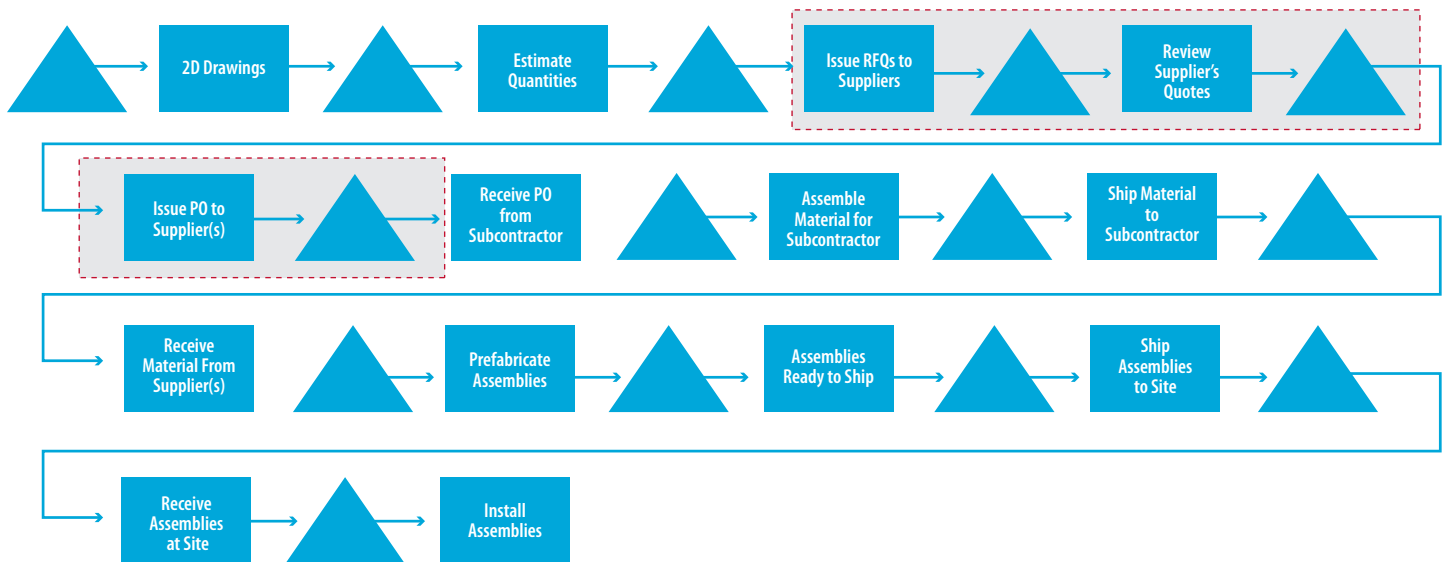 2D Drawings
Estimate
Quantities
Issue RFQs to
Suppliers
Review
Supplier's
Quotes
Issue PO to
Supplier(s)
Receive PO
from
Subcontractor
Assemble
Material for
Subcontractor
Ship Material
to
Subcontractor
Receive
Material From
Supplier(s)
Prefabricate
Assemblies
Assemblies
Ready to Ship
Ship
Assemblies
to Site
Receive
Assemblies
at Site
Install
Assemblies